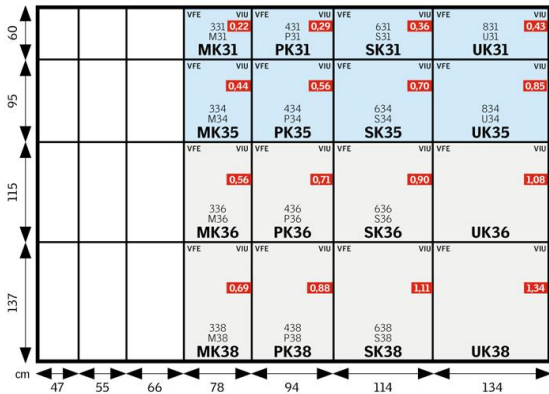 60
VFE VIU VFE VIU VFE VIU VFE VIU
331 0,22 431 0,29 631 0,36 831 0,43
M31 P31 S31 U31
MK31 PK31 SK31 UK31
95
VFE VIU VFE VIU VFE VIU VFE VIU
0,44 0,56 0,70 0,85
334 434 634 834
M34 P34 S34 U34
MK35 PK35 SK35 UK35
115
VFE VIU VFE VIU VFE VIU VFE VIU
0,56 0,71 0,90 1,08
336 436 636
M36 P36 S36
MK36 PK36 SK36 UK36
137
VFE VIU VFE VIU VFE VIU VFE VIU
0,69 0,88 1,11 1,34
338 438 638
M38 P38 S38
MK38 PK38 SK38 UK38
cm
47 55 66 78 94 114 134